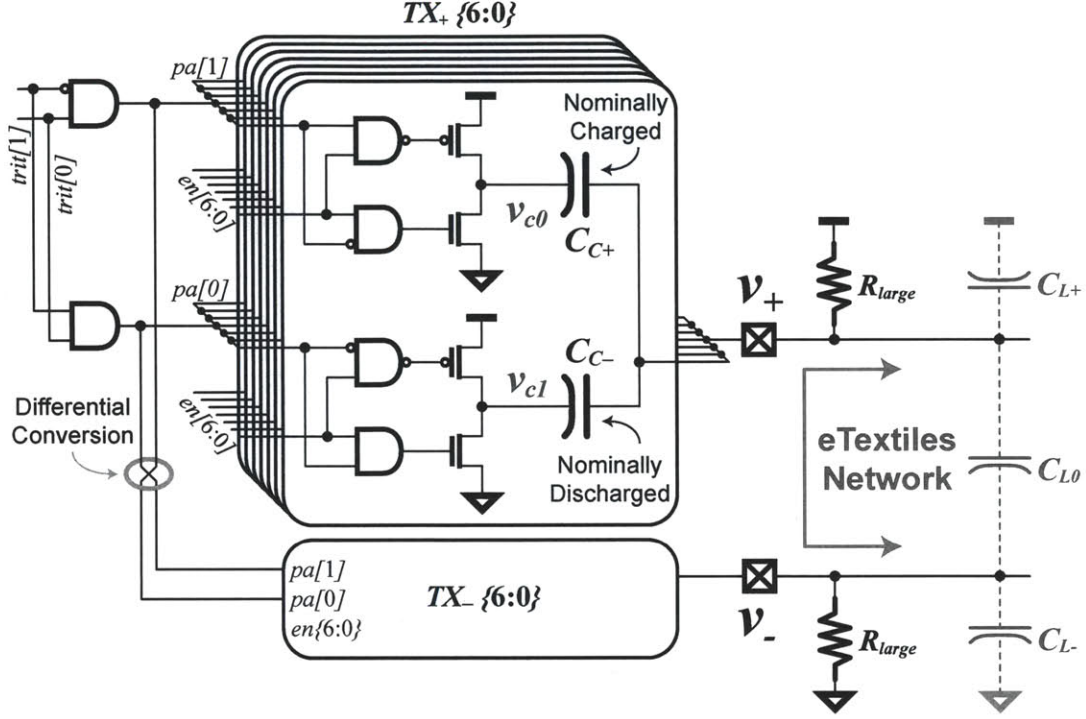 TX+ {6:0}
pa[1]
trit[1]
trit[0]
en[6:0]
Nominally
Charged
vc0
CC+
pa[0]
v+
Rlarge
CL+
vc1
CC−
en[6:0]
Differential
Conversion
Nominally
Discharged
eTextiles
Network
CL0
pa[1]
pa[0]
en{6:0}
TX− {6:0}
v-
Rlarge
CL-